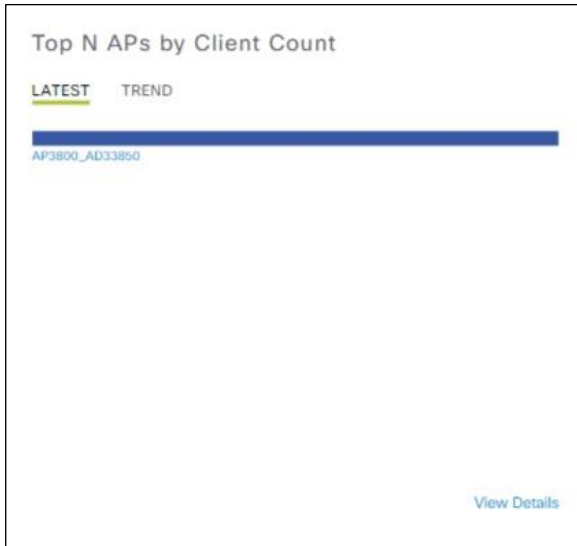 Top N APs by Client Count
LATEST TREND
AP3800_AD33850
View Details